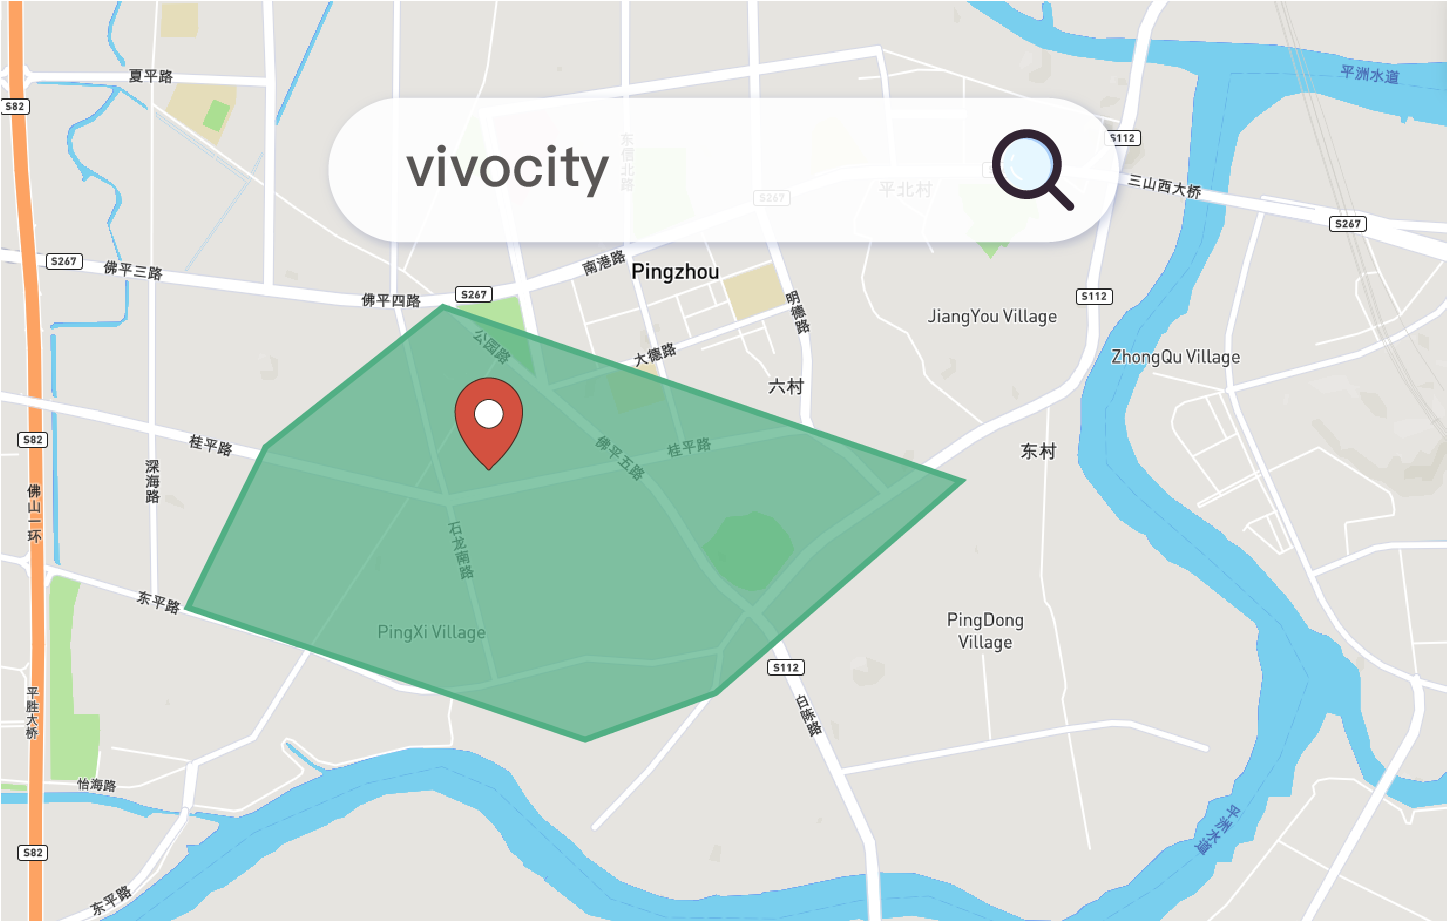 夏平路
平洲水道
S82
S112
东信北路
vivocity
三山西大桥
S267
平北村
S267
S267
佛平三路
南港路
Pingzhou
佛平四路
S267
明德路
S112
JiangYou Village
公园路
大德路
ZhongQu Village
六村
S82
桂平路
佛平五路
桂平路
东村
深海路
佛山一环
石龙南路
东平路
PingXi Village
PingDong
Village
S112
平胜大桥
怡海路
平洲水道
S82
东平路